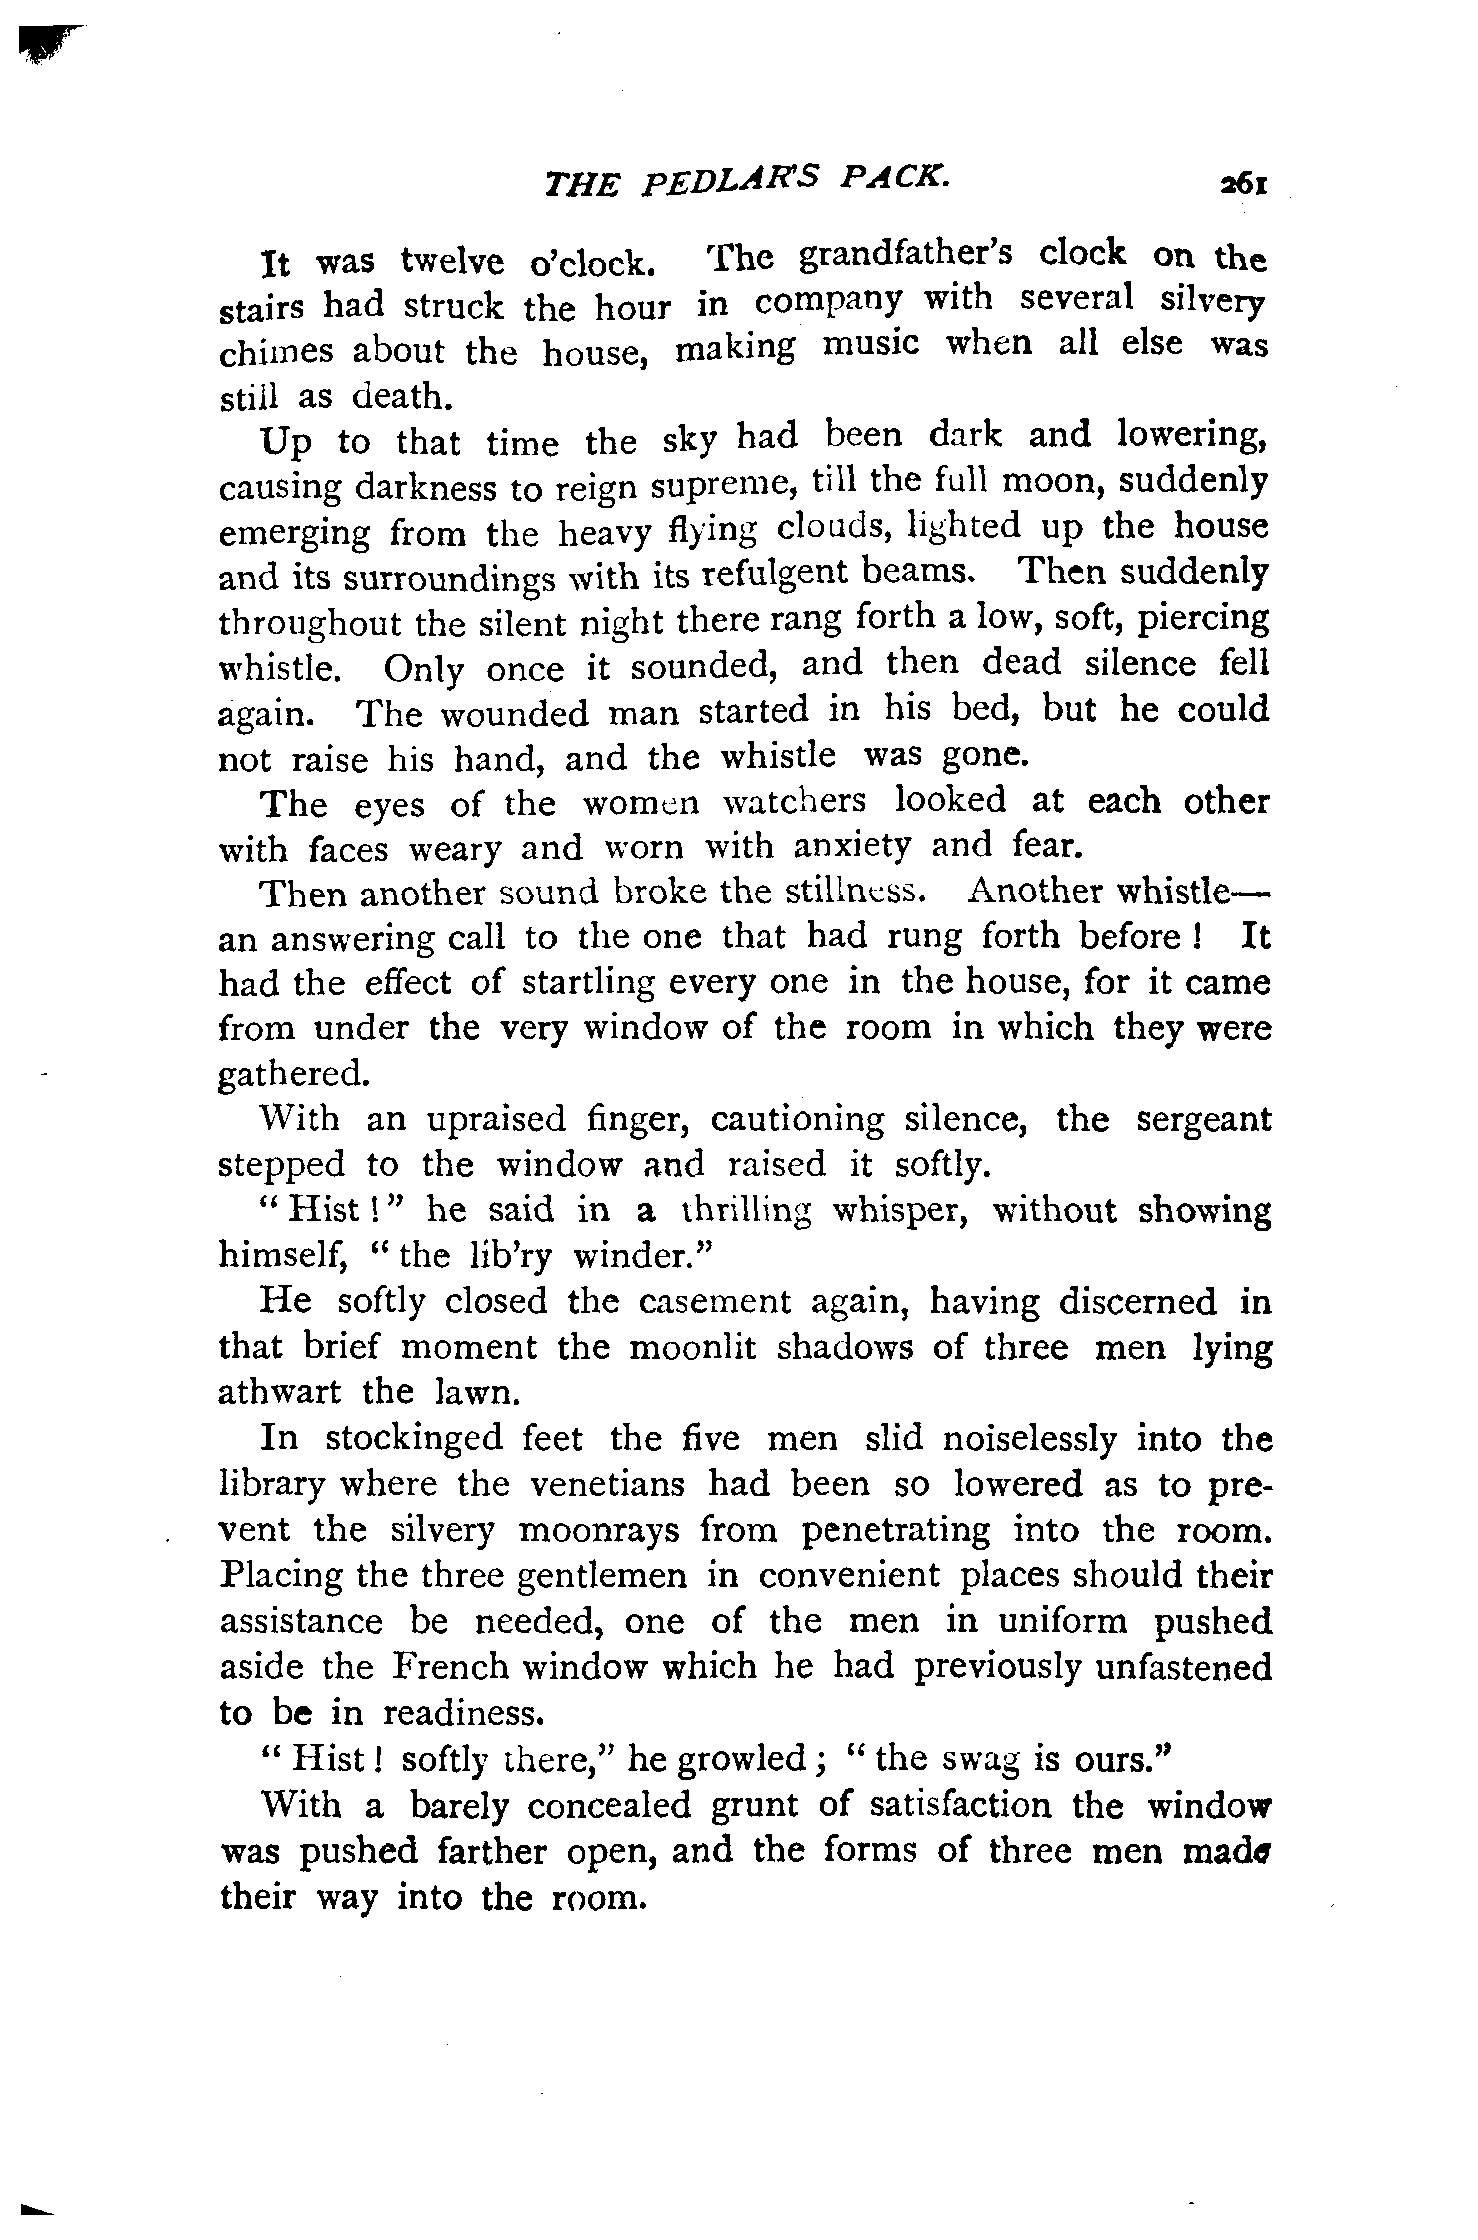 THE PEDLAR'S PACK. 261
It was twelve o'clock. The grandfather's clock on the
stairs had struck the hour in company with several silvery
chimes about the house, making music when all else was
still as death.
Up to that time the sky had been dark and lowering,
causing darkness to reign supreme, till the full moon, suddenly
emerging from the heavy flying clouds, lighted up the house
and its surroundings with its refulgent beams. Then suddenly
throughout the silent night there rang forth a low, soft, piercing
whistle. Only once it sounded, and then dead silence fell
again. The wounded man started in his bed, but he could
not raise his hand, and the whistle was gone.
The eyes of the women watchers looked at each other
with faces weary and worn with anxiety and fear.
Then another sound broke the stillness. Another whistle—
an answering call to the one that had rung forth before! It
had the effect of startling every one in the house, for it came
from under the very window of the room in which they were
gathered.
With an upraised finger, cautioning silence, the sergeant
stepped to the window and raised it softly.
"Hist!" he said in a thrilling whisper, without showing
himself, "the lib'ry winder."
He softly closed the casement again, having discerned in
that brief moment the moonlit shadows of three men lying
athwart the lawn.
In stockinged feet the five men slid noiselessly into the
library where the venetians had been so lowered as to pre-
vent the silvery moonrays from penetrating into the room.
Placing the three gentlemen in convenient places should their
assistance be needed, one of the men in uniform pushed
aside the French window which he had previously unfastened
to be in readiness.
"Hist! softly there," he growled; "the swag is ours."
With a barely concealed grunt of satisfaction the window
was pushed farther open, and the forms of three men made
their way into the room.